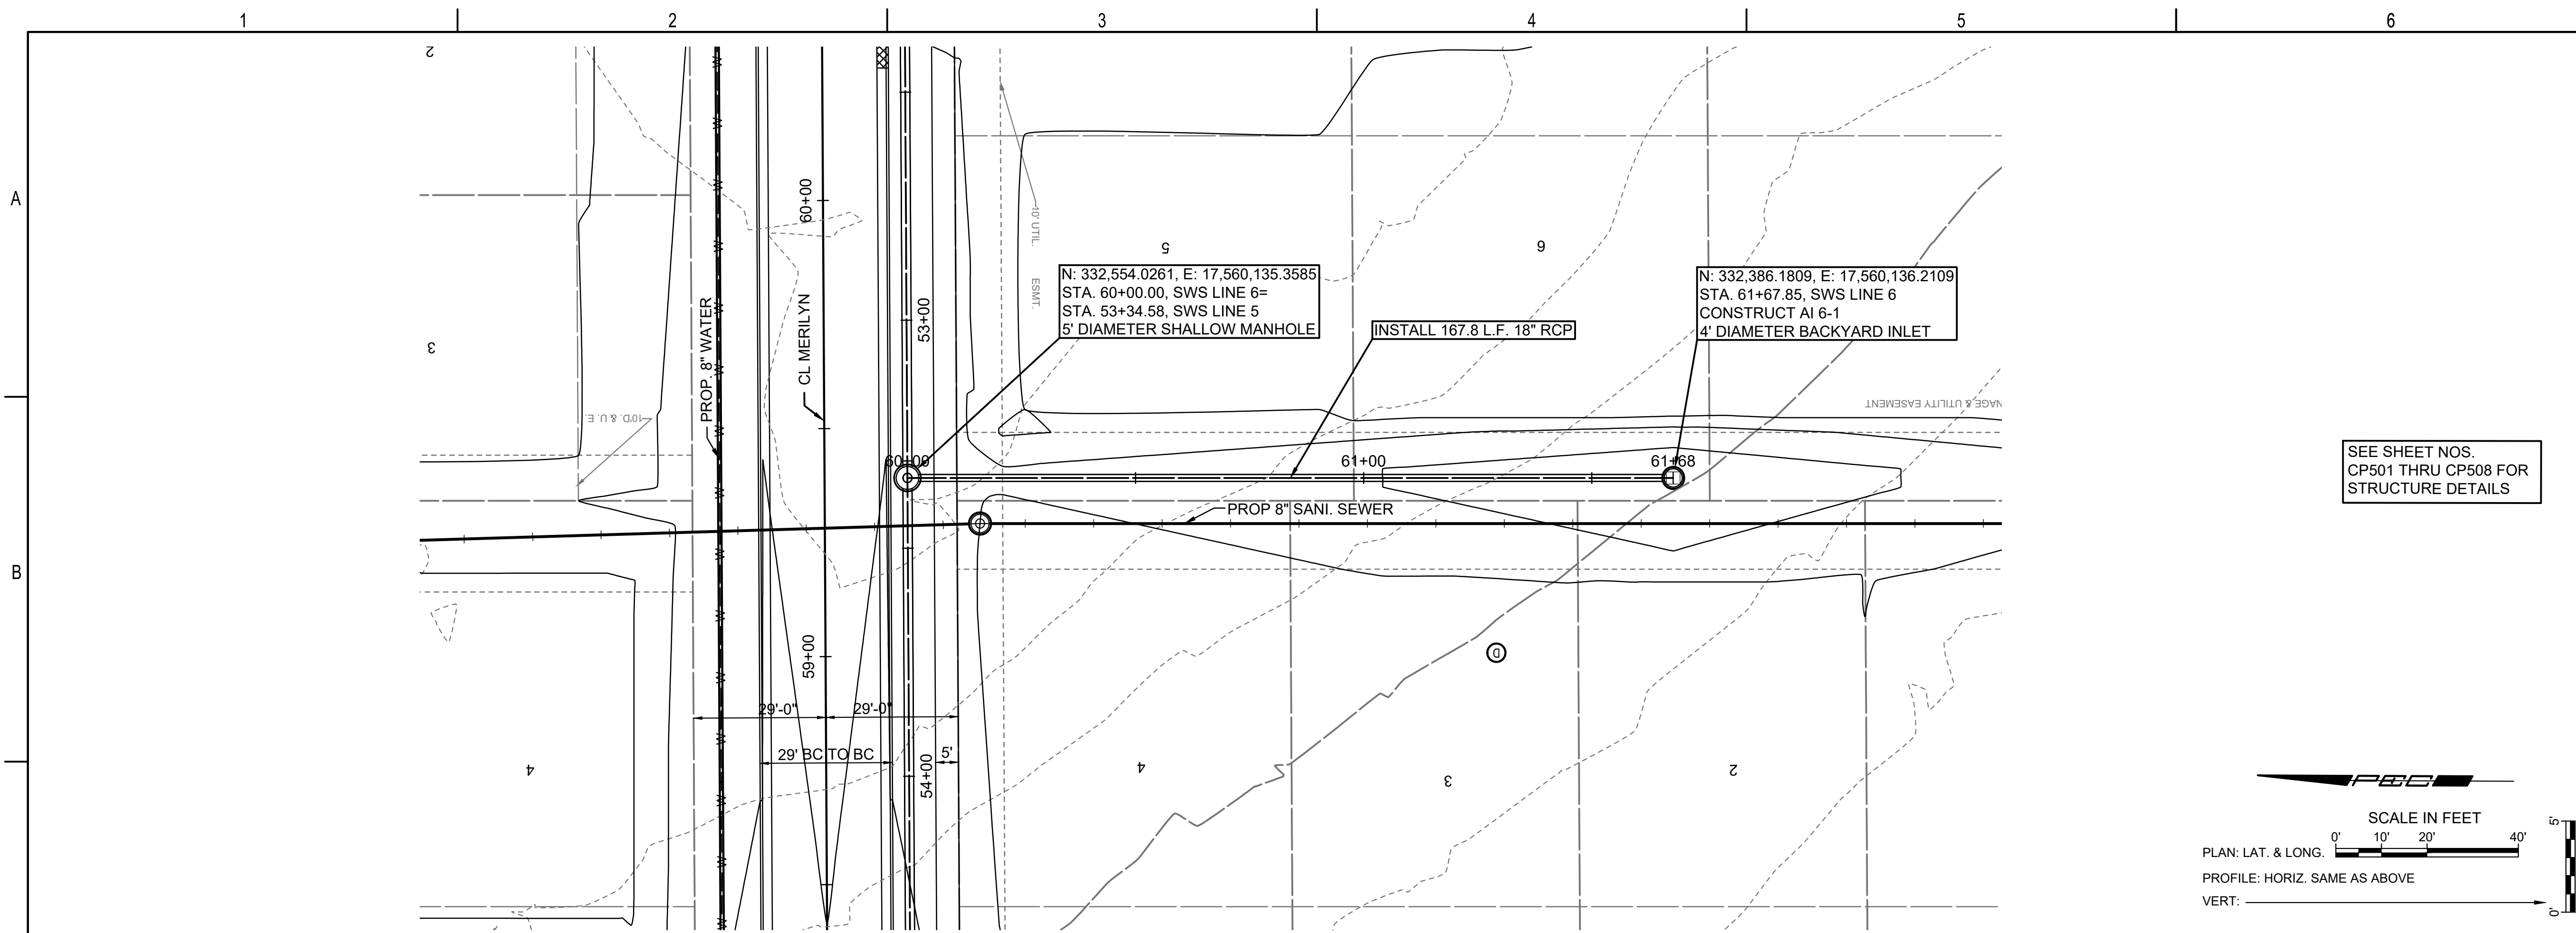 1
2
3
4
5
6
A
B
2
3
4
5
6
4
3
2
PROP. 8" WATER
CL MERILYN
60+00
59+00
53+00
54+00
10' UTIL. ESMT.
10'D. & U. E.
N: 332,554.0261, E: 17,560,135.3585
STA. 60+00.00, SWS LINE 6=
STA. 53+34.58, SWS LINE 5
5' DIAMETER SHALLOW MANHOLE
INSTALL 167.8 L.F. 18" RCP
N: 332,386.1809, E: 17,560,136.2109
STA. 61+67.85, SWS LINE 6
CONSTRUCT AI 6-1
4' DIAMETER BACKYARD INLET
NAGE & UTILITY EASEMENT
60+00
61+00
61+68
PROP 8" SANI. SEWER
D
29'-0"
29'-0"
29' BC TO BC
5'
4
SEE SHEET NOS.
CP501 THRU CP508 FOR
STRUCTURE DETAILS
PEC
SCALE IN FEET
0' 10' 20' 40'
PLAN: LAT. & LONG.
PROFILE: HORIZ. SAME AS ABOVE
VERT:
5'
0'